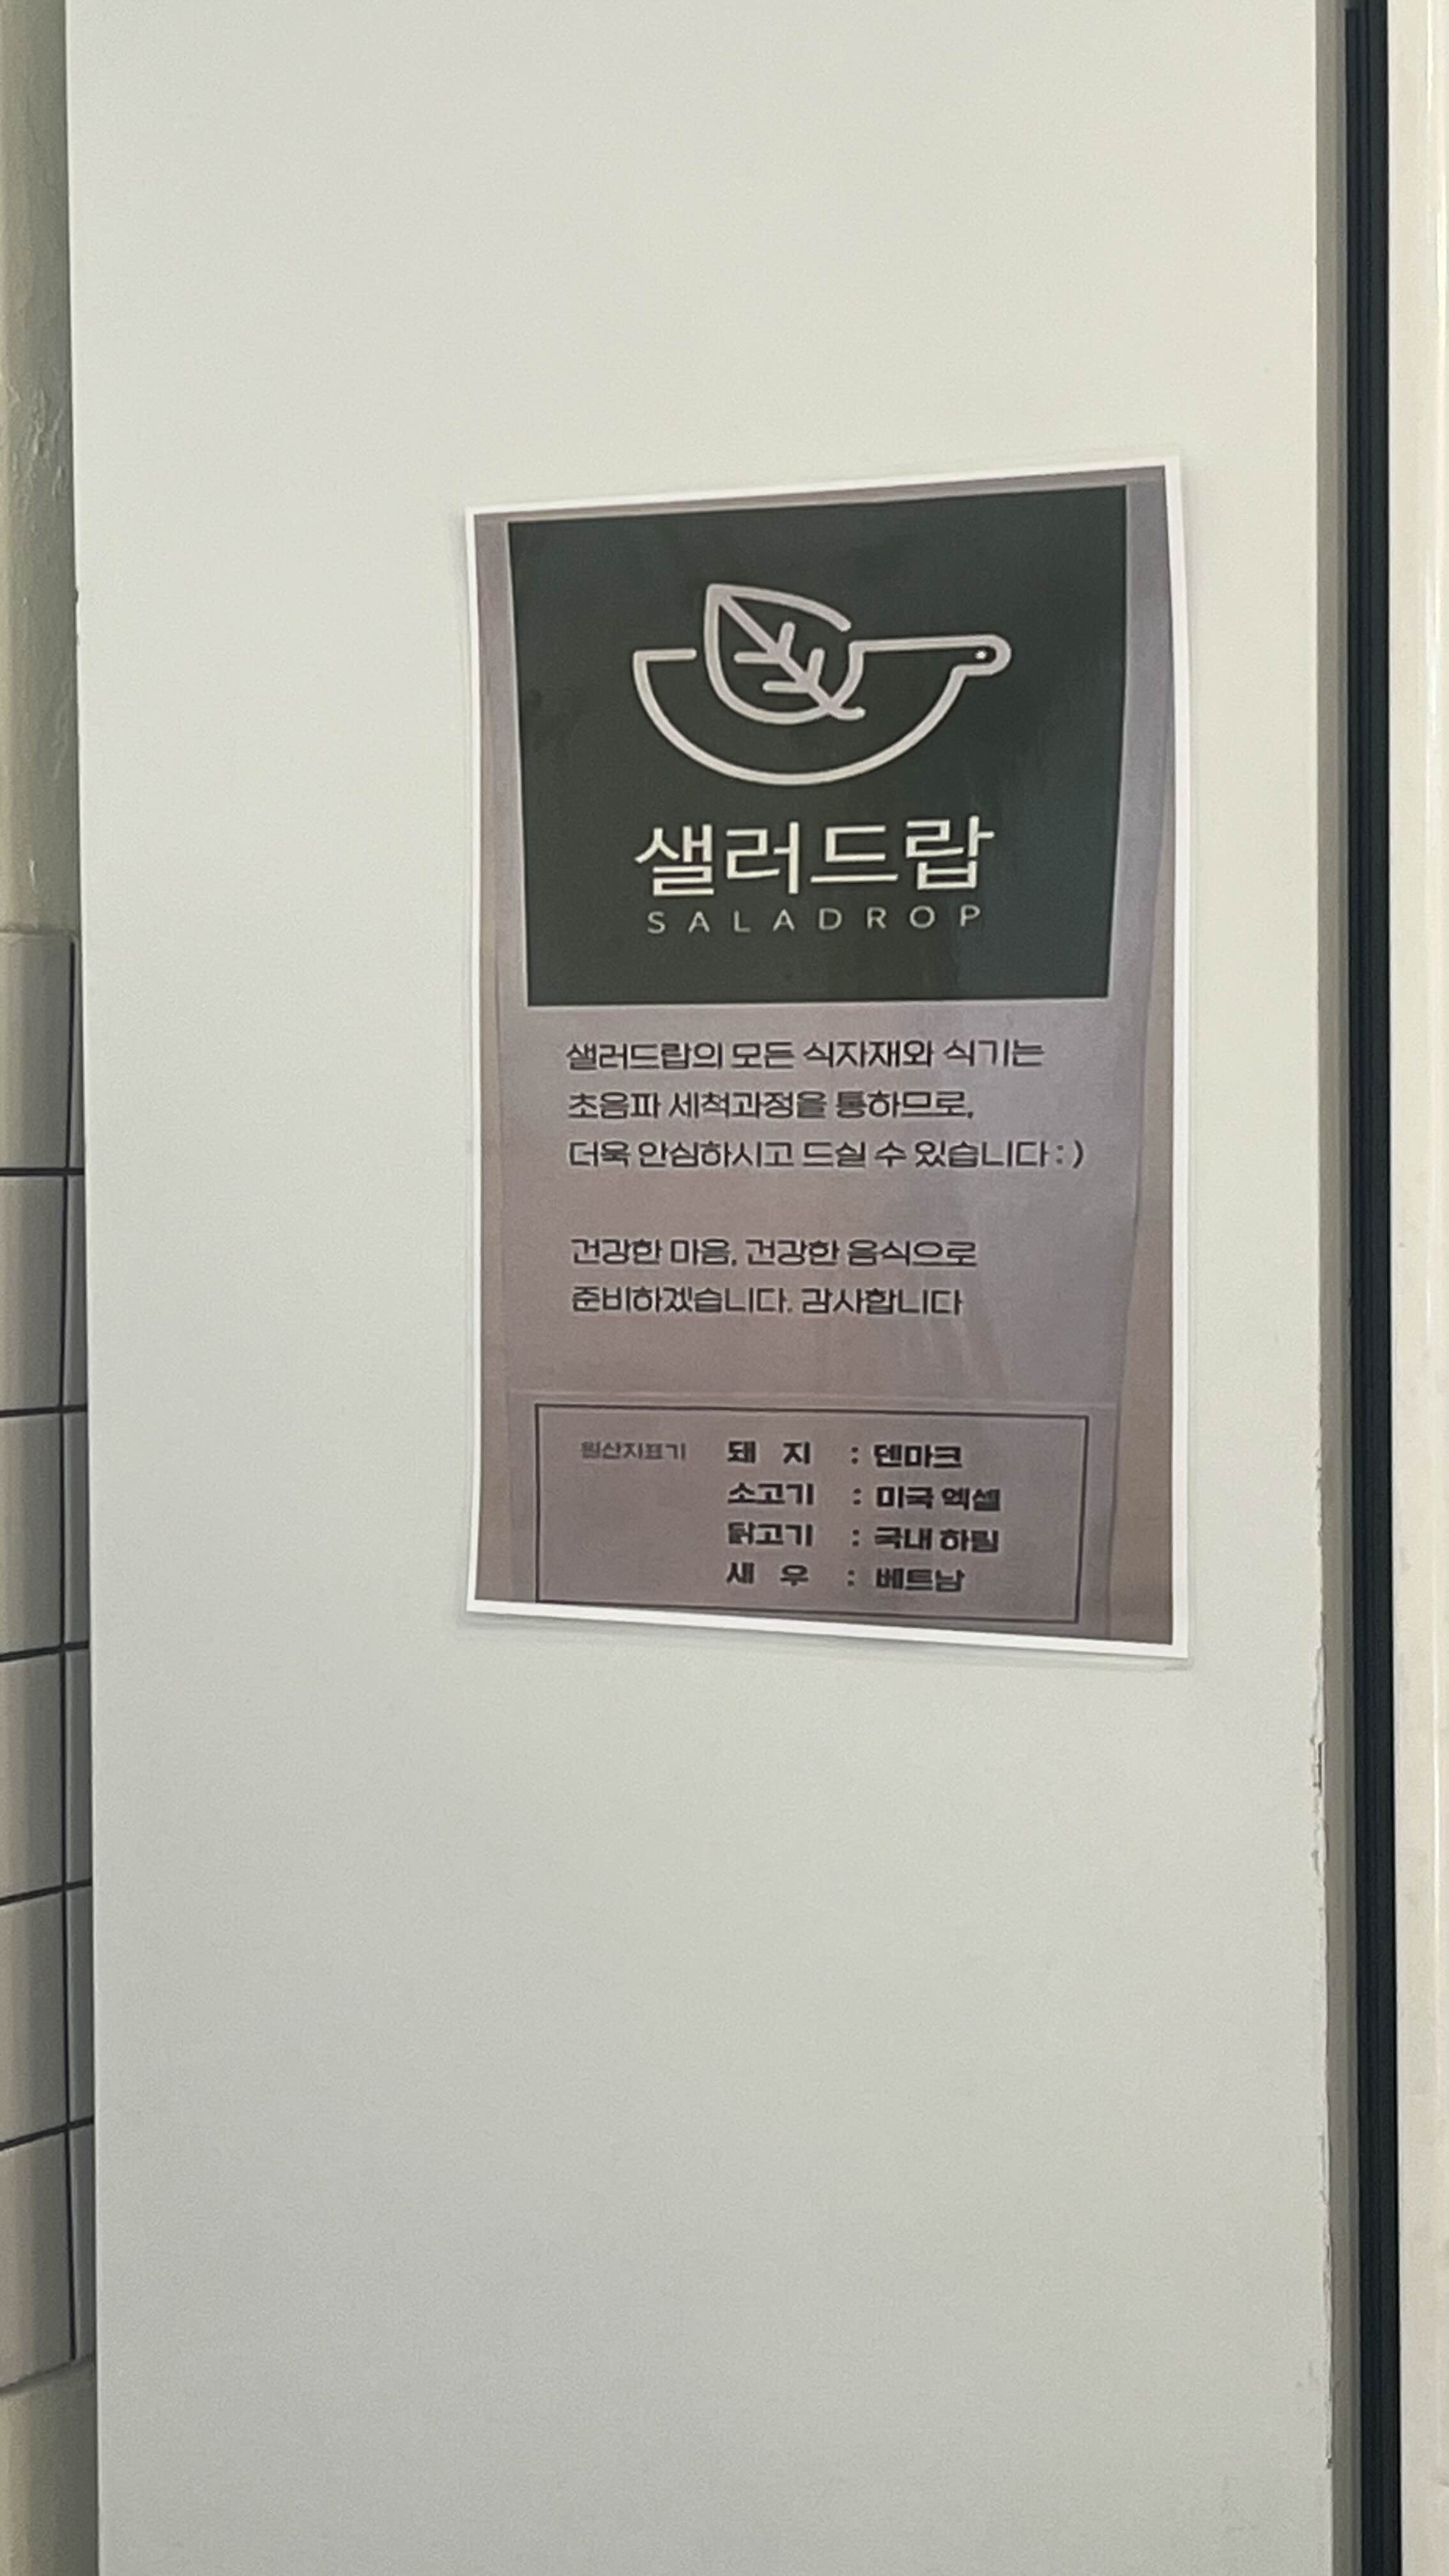 샐러드랍
SALADROP
샐러드랍의 모든 식자재와 식기는
초음파 세척과정을 통하므로,
더욱 안심하시고 드실 수 있습니다 : )
건강한 마음, 건강한 음식으로
준비하겠습니다. 감사합니다
원산지표기 돼 지 : 덴마크
소고기 : 미국 엑셀
닭고기 : 국내 하림
새 우 : 베트남